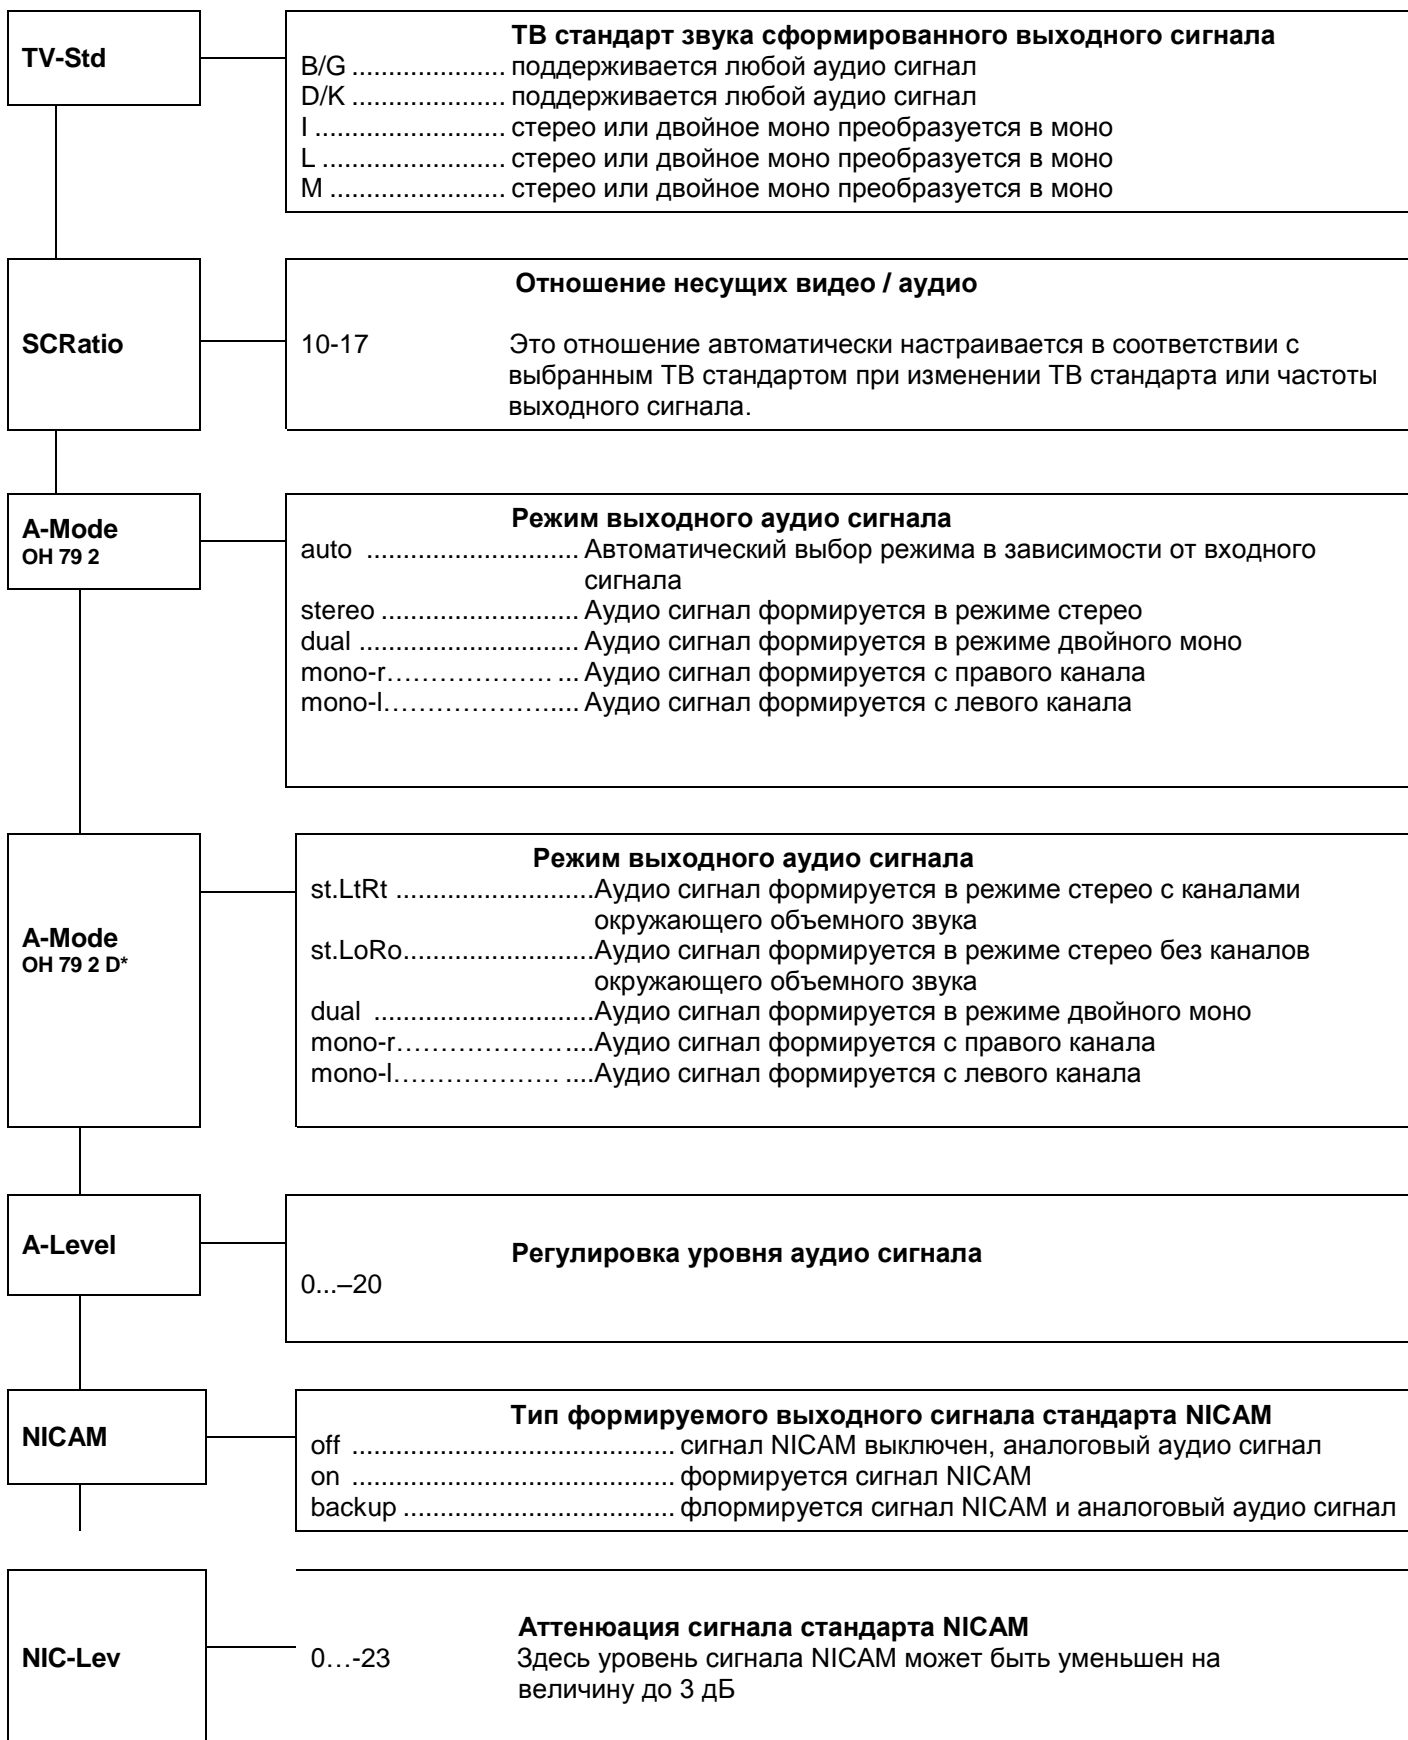 TV-Std
ТВ стандарт звука сформированного выходного сигнала
B/G ..................... поддерживается любой аудио сигнал
D/K ..................... поддерживается любой аудио сигнал
I .......................... стерео или двойное моно преобразуется в моно
L ......................... стерео или двойное моно преобразуется в моно
M ........................ стерео или двойное моно преобразуется в моно
SCRatio
Отношение несущих видео / аудио
10-17 Это отношение автоматически настраивается в соответствии с
выбранным ТВ стандартом при изменении ТВ стандарта или частоты
выходного сигнала.
A-Mode
OH 79 2
Режим выходного аудио сигнала
auto ............................. Автоматический выбор режима в зависимости от входного
сигнала
stereo ........................... Аудио сигнал формируется в режиме стерео
dual .............................. Аудио сигнал формируется в режиме двойного моно
mono-r………………. ... Аудио сигнал формируется с правого канала
mono-l………………..... Аудио сигнал формируется с левого канала
A-Mode
OH 79 2 D*
Режим выходного аудио сигнала
st.LtRt ...........................Аудио сигнал формируется в режиме стерео с каналами
окружающего объемного звука
st.LoRo..........................Аудио сигнал формируется в режиме стерео без каналов
окружающего объемного звука
dual ..............................Аудио сигнал формируется в режиме двойного моно
mono-r………………….....Аудио сигнал формируется с правого канала
mono-l………………. ....Аудио сигнал формируется с левого канала
A-Level
Регулировка уровня аудио сигнала
0...–20
NICAM
Тип формируемого выходного сигнала стандарта NICAM
off ............................................ сигнал NICAM выключен, аналоговый аудио сигнал
on ............................................ формируется сигнал NICAM
backup ..................................... флормируется сигнал NICAM и аналоговый аудио сигнал
NIC-Lev
Аттенюация сигнала стандарта NICAM
0…-23 Здесь уровень сигнала NICAM может быть уменьшен на
величину до 3 дБ